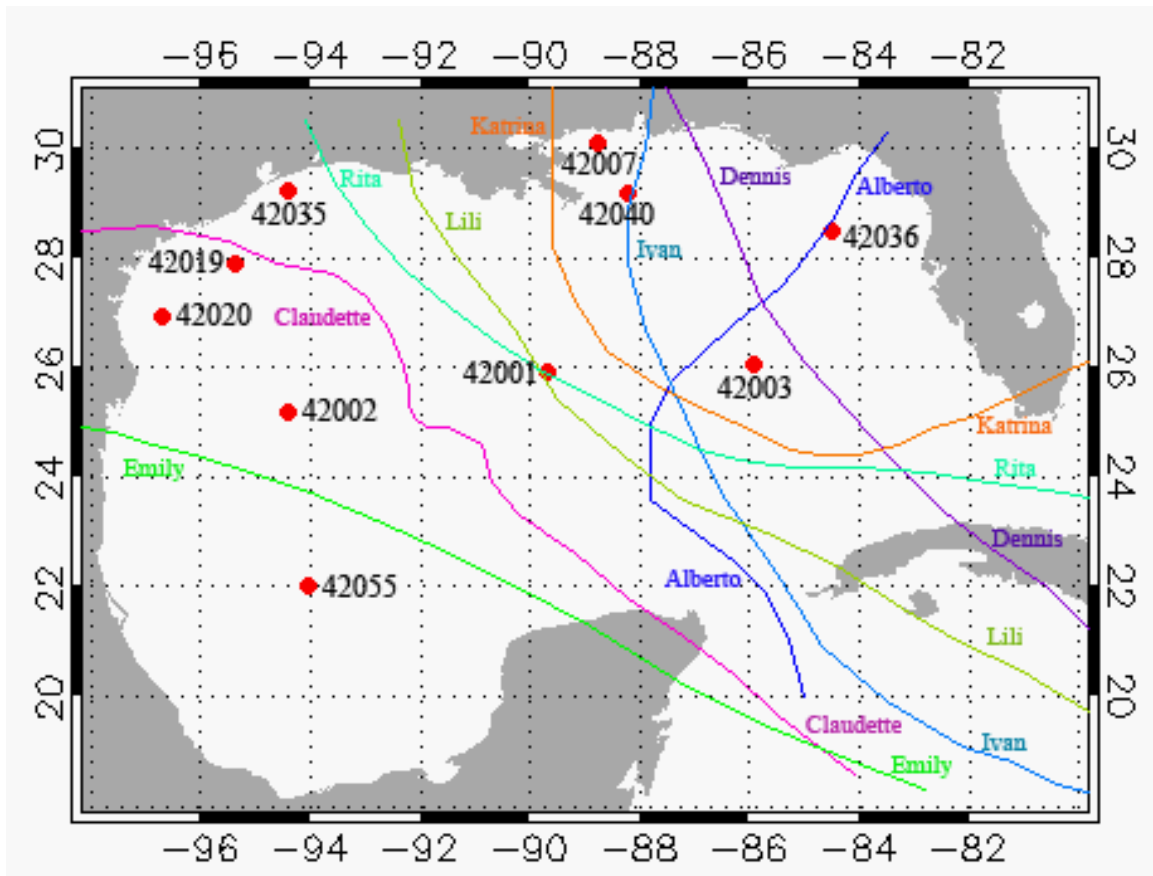 −96 −94 −92 −90 −88 −86 −84 −82
30 30
Katrina
42007
Rita
Dennis
Alberto
42035
Lili
42040
42036
Ivan
28 28
42019
42020
Claudette
26 26
42001
42003
42002
Katrina
Emily
Rita
24 24
Dennis
Alberto
22 22
42055
Lili
20 20
Claudette
Ivan
Emily
−96 −94 −92 −90 −88 −86 −84 −82